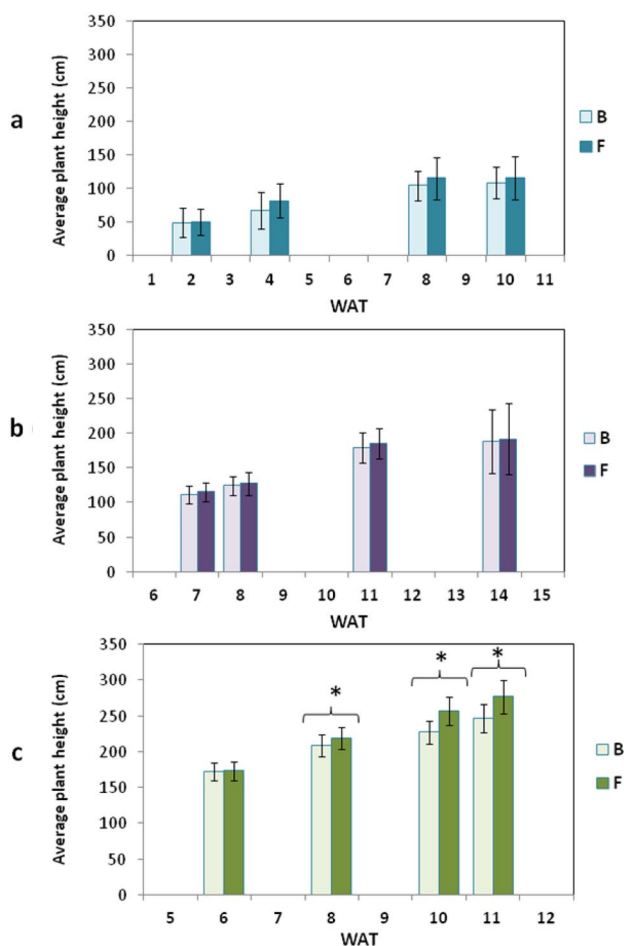 a
Average plant height (cm)
350
300
250
200
150
100
50
0
1 2 3 4 5 6 7 8 9 10 11
WAT
B
F
b
Average plant height (cm)
350
300
250
200
150
100
50
0
6 7 8 9 10 11 12 13 14 15
WAT
B
F
c
Average plant height (cm)
350
300
250
200
150
100
50
0
* * *
5 6 7 8 9 10 11 12
WAT
B
F